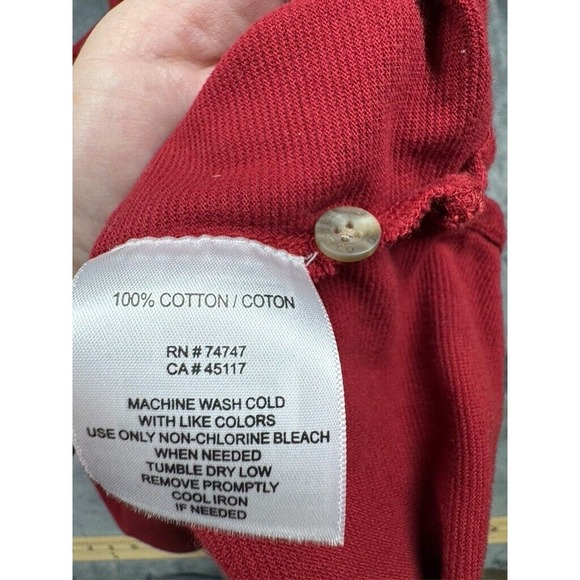 100% COTTON / COTON
RN # 74747
CA # 45117
MACHINE WASH COLD
WITH LIKE COLORS
USE ONLY NON-CHLORINE BLEACH
WHEN NEEDED
TUMBLE DRY LOW
REMOVE PROMPTLY
COOL IRON
IF NEEDED